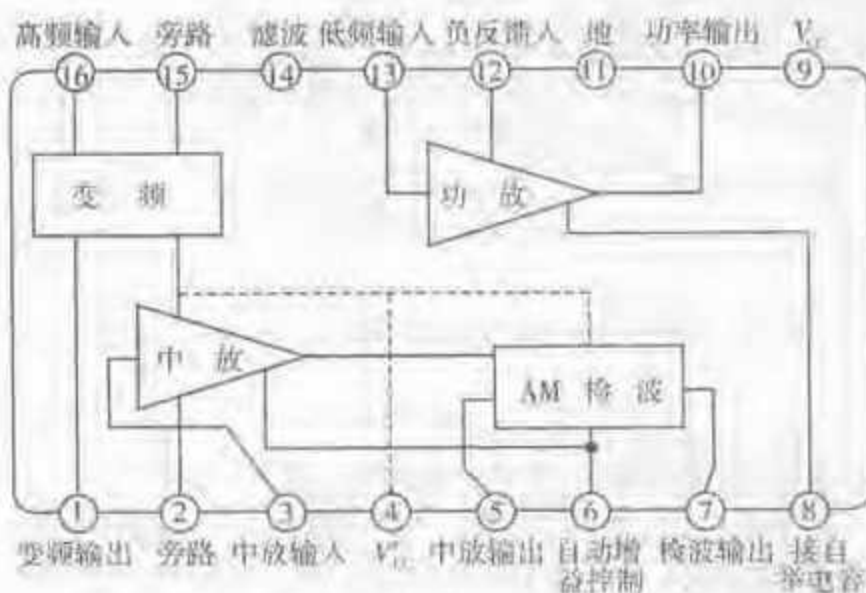 高频输入 旁路 滤波 低频输入 负反馈入 地 功率输出 Vcc
16 15 14 13 12 11 10 9
变频
功放
中放
AM 检波
1 2 3 4 5 6 7 8
变频输出 旁路 中放输入 V'cc 中放输出 自动增益控制 检波输出 接自举电容